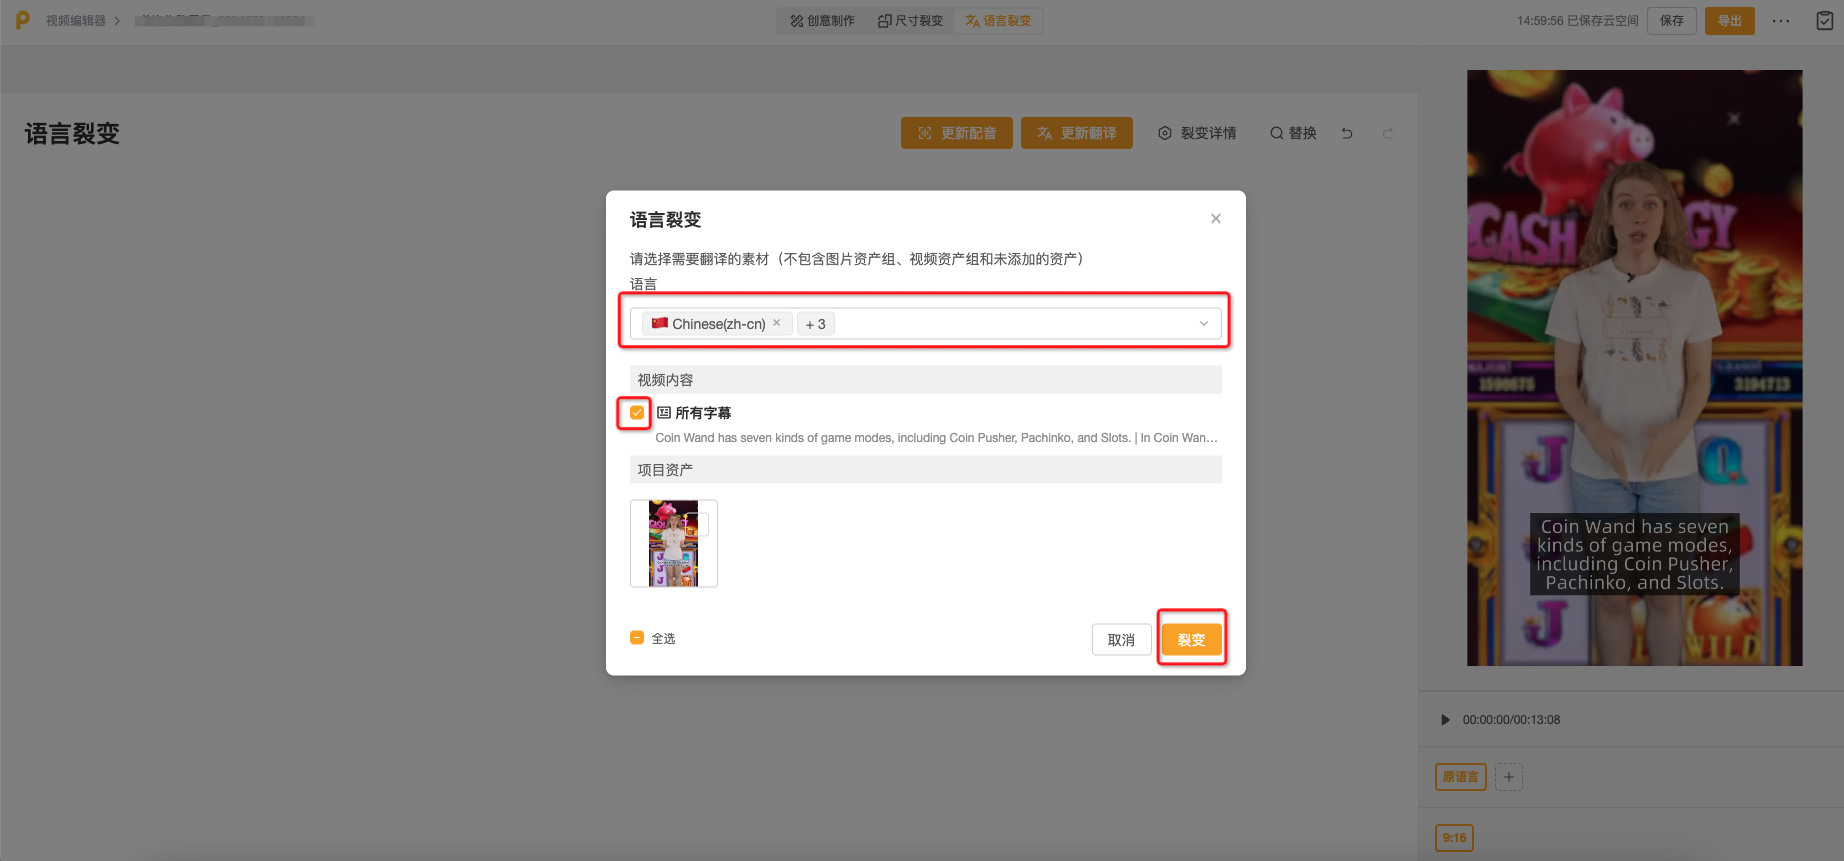 视频编辑器
创意制作
尺寸裂变
语言裂变
14:59:56 已保存云空间
保存
导出
语言裂变
更新配音
更新翻译
裂变详情
替换
语言裂变
请选择需要翻译的素材（不包含图片资产组、视频资产组和未添加的资产）
语言
Chinese(zh-cn)
+ 3
视频内容
所有字幕
Coin Wand has seven kinds of game modes, including Coin Pusher, Pachinko, and Slots. | In Coin Wan...
项目资产
全选
取消
裂变
CASH
GY
1599875
3194713
J
Q
Coin Wand has seven
kinds of game modes,
including Coin Pusher,
Pachinko, and Slots.
J
WILD
00:00:00/00:13:08
原语言
9:16